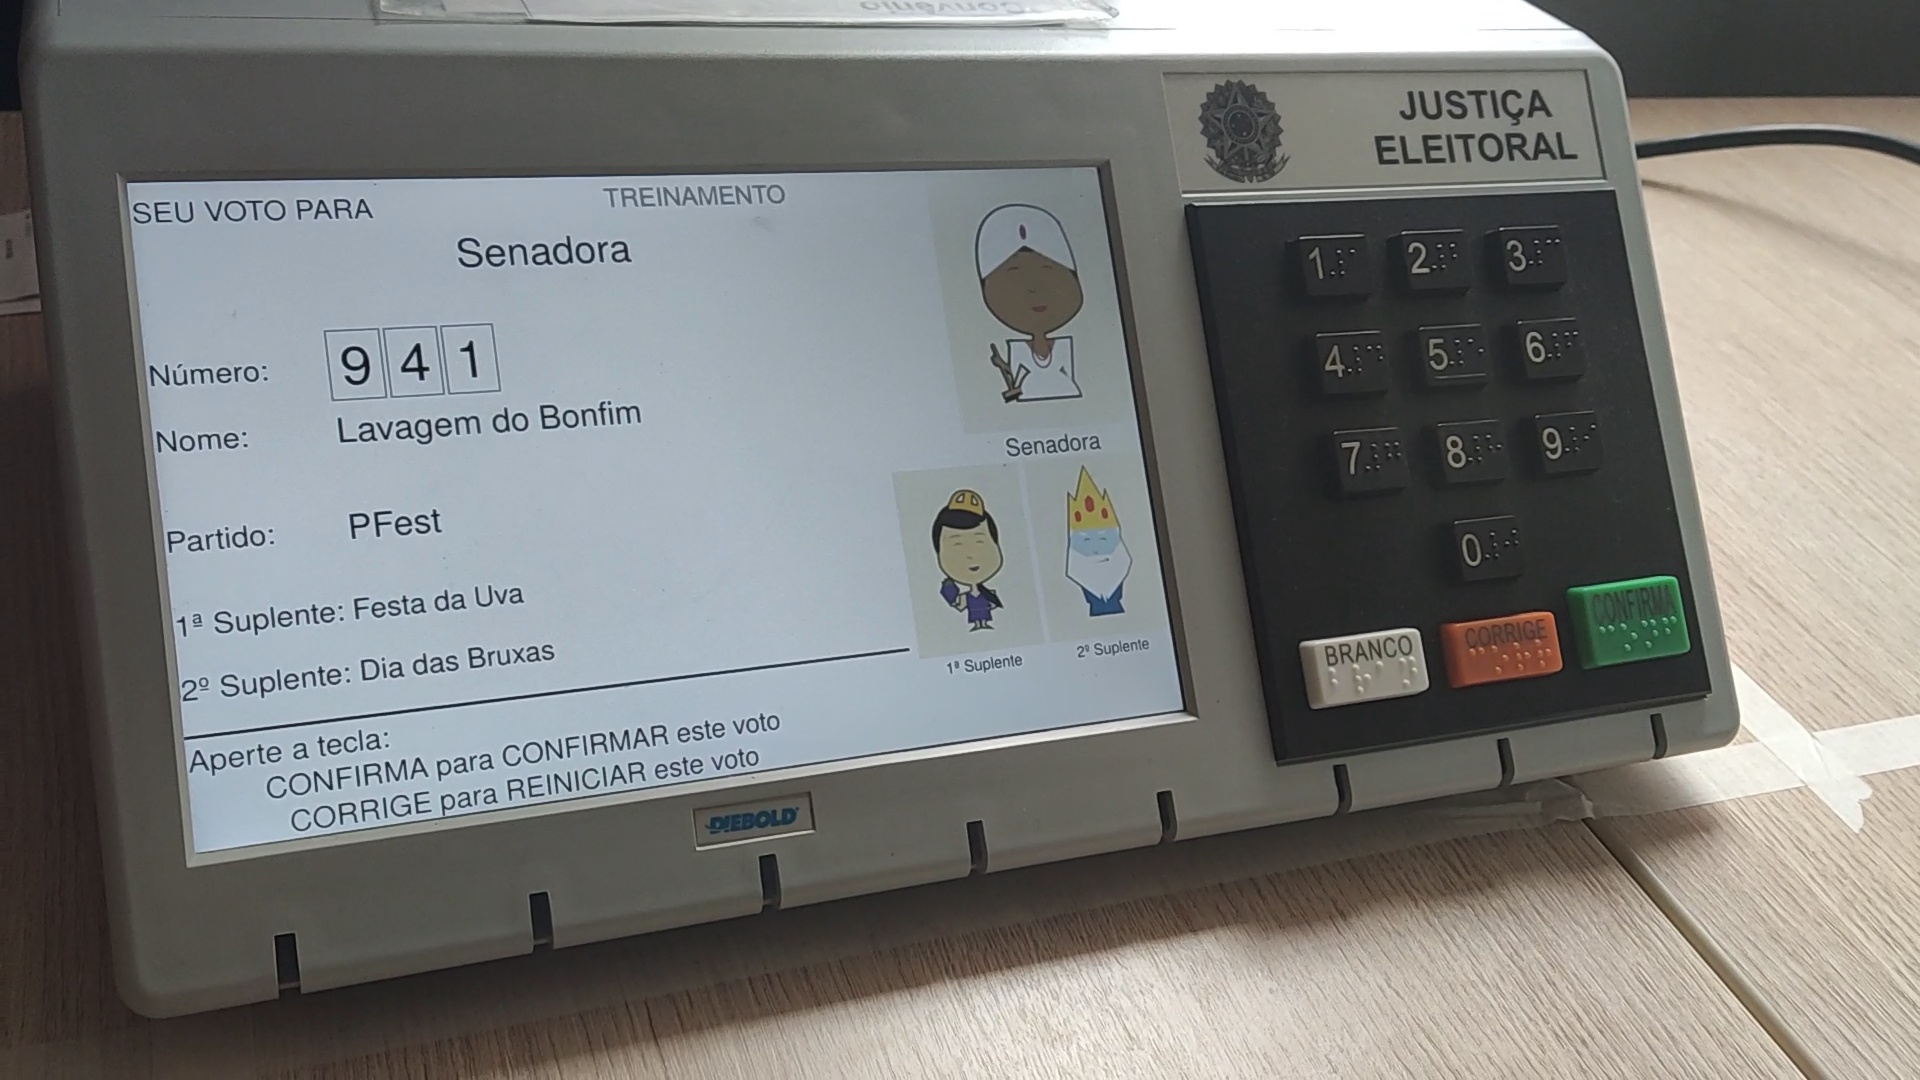 Convênio
JUSTIÇA
ELEITORAL
SEU VOTO PARA
TREINAMENTO
Senadora
Número: 9 4 1
Nome: Lavagem do Bonfim
Partido: PFest
1ª Suplente: Festa da Uva
2º Suplente: Dia das Bruxas
Senadora
1ª Suplente
2º Suplente
Aperte a tecla:
CONFIRMA para CONFIRMAR este voto
CORRIGE para REINICIAR este voto
DIEBOLD
1 2 3
4 5 6
7 8 9
0
BRANCO CORRIGE CONFIRMA